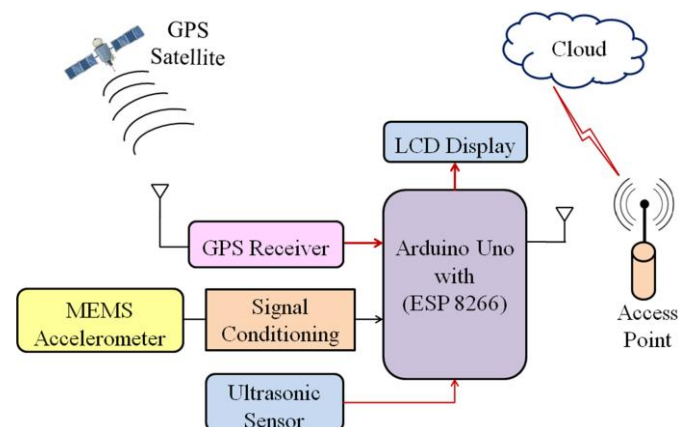 GPS
Satellite
Cloud
LCD Display
GPS Receiver
Arduino Uno
with
(ESP 8266)
MEMS
Accelerometer
Signal
Conditioning
Access
Point
Ultrasonic
Sensor